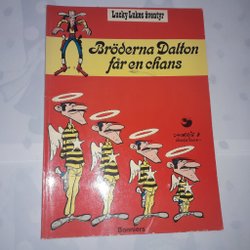 Lucky Lukes äventyr
Bröderna Dalton
får en chans
Bonniers